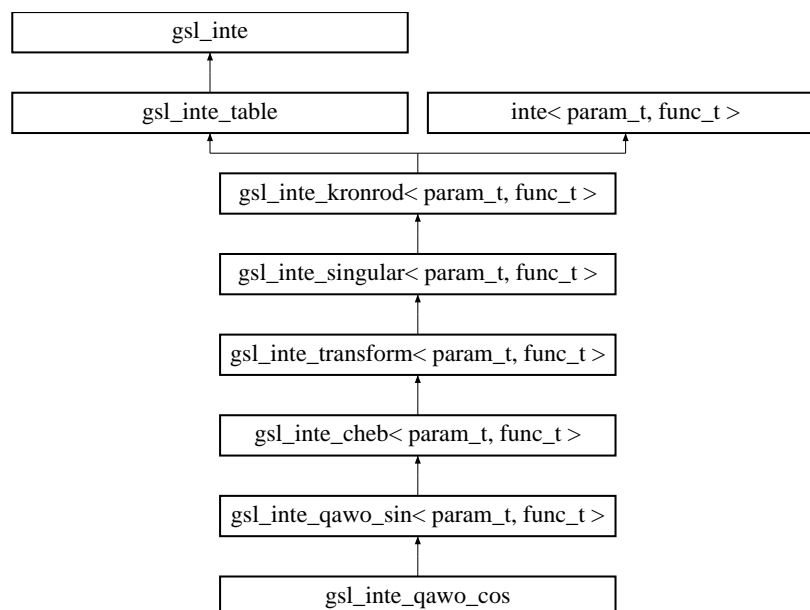 gsl_inte
gsl_inte_table
inte< param_t, func_t >
gsl_inte_kronrod< param_t, func_t >
gsl_inte_singular< param_t, func_t >
gsl_inte_transform< param_t, func_t >
gsl_inte_cheb< param_t, func_t >
gsl_inte_qawo_sin< param_t, func_t >
gsl_inte_qawo_cos